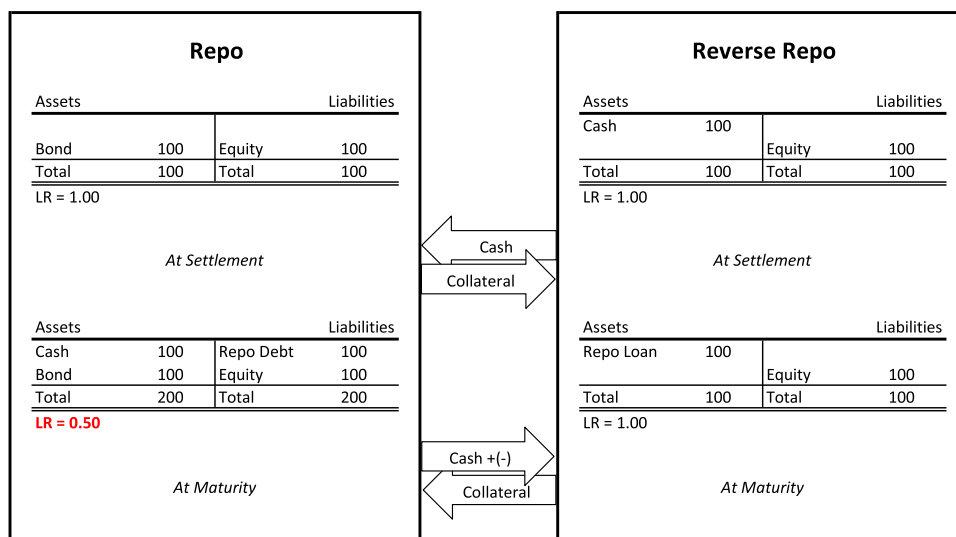 Repo
Assets Liabilities
Bond 100 Equity 100
Total 100 Total 100
LR = 1.00
At Settlement
Assets Liabilities
Cash 100 Repo Debt 100
Bond 100 Equity 100
Total 200 Total 200
LR = 0.50
At Maturity
Cash
Collateral
Cash +(-)
Collateral
Reverse Repo
Assets Liabilities
Cash 100
Equity 100
Total 100 Total 100
LR = 1.00
At Settlement
Assets Liabilities
Repo Loan 100
Equity 100
Total 100 Total 100
LR = 1.00
At Maturity